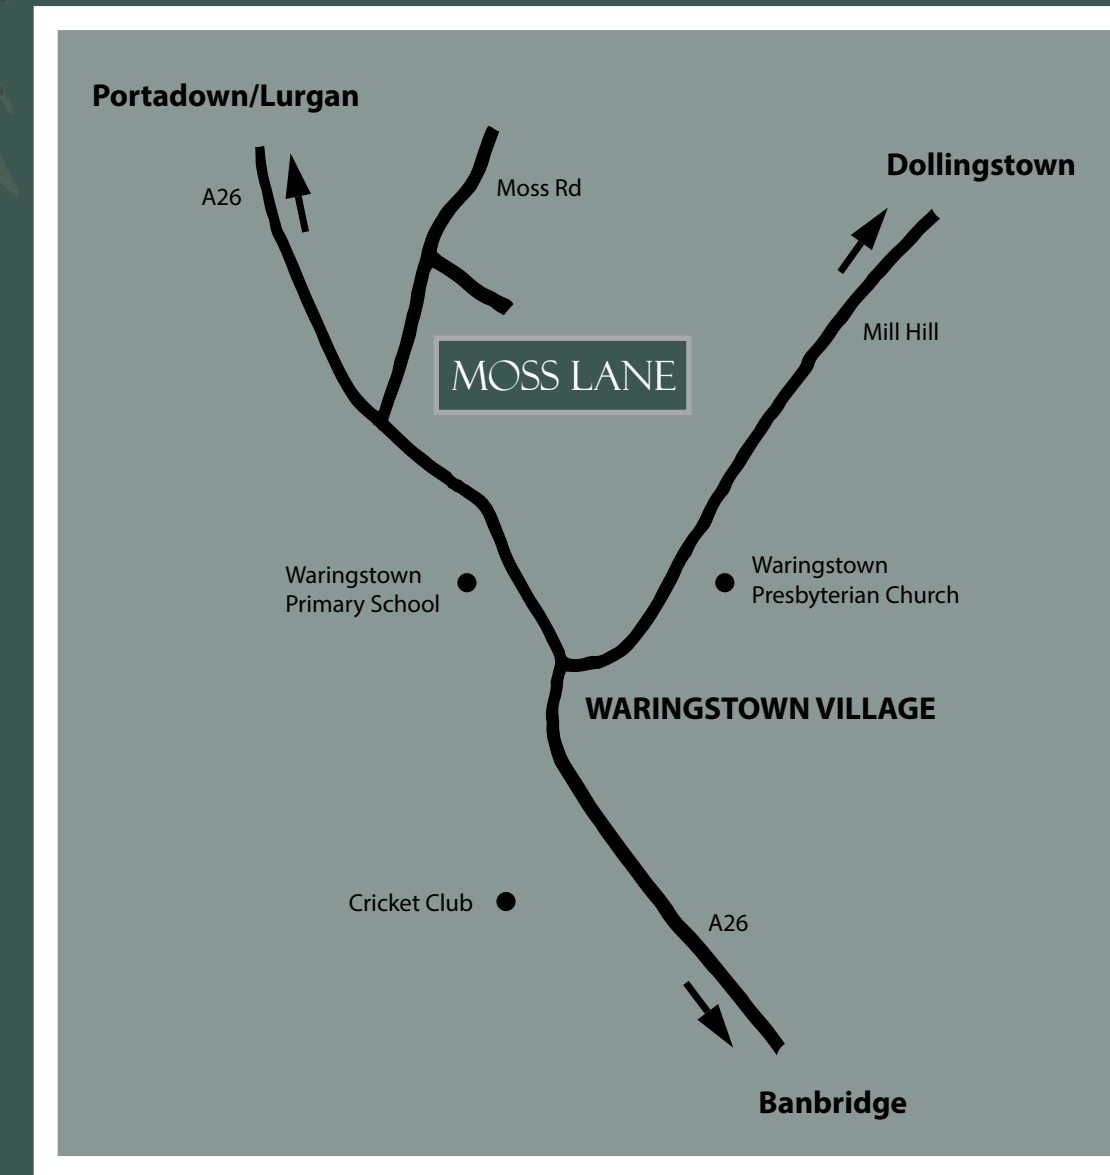 Portadown/Lurgan
Dollingstown
A26
Moss Rd
Mill Hill
MOSS LANE
Waringstown
Primary School
Waringstown
Presbyterian Church
WARINGSTOWN VILLAGE
Cricket Club
A26
Banbridge